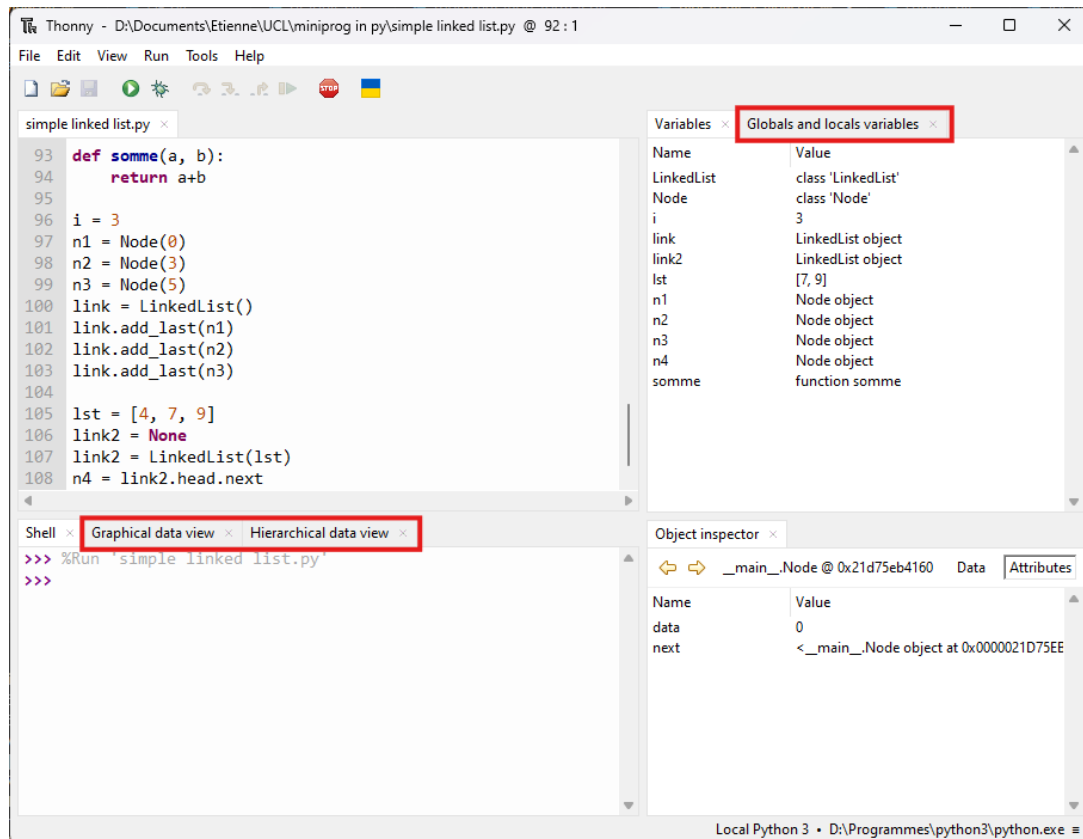 Thonny - D:\Documents\Etienne\UCL\miniprog in py\simple linked list.py @ 92 : 1
File Edit View Run Tools Help
STOP
simple linked list.py ×
93 def somme(a, b):
94 return a+b
95
96 i = 3
97 n1 = Node(0)
98 n2 = Node(3)
99 n3 = Node(5)
100 link = LinkedList()
101 link.add_last(n1)
102 link.add_last(n2)
103 link.add_last(n3)
104
105 lst = [4, 7, 9]
106 link2 = None
107 link2 = LinkedList(lst)
108 n4 = link2.head.next
Variables × Globals and locals variables ×
Name Value
LinkedList class 'LinkedList'
Node class 'Node'
i 3
link LinkedList object
link2 LinkedList object
lst [7, 9]
n1 Node object
n2 Node object
n3 Node object
n4 Node object
somme function somme
Shell × Graphical data view × Hierarchical data view ×
>>> %Run 'simple linked list.py'
>>>
Object inspector ×
__main__.Node @ 0x21d75eb4160 Data Attributes
Name Value
data 0
next <__main__.Node object at 0x0000021D75EE
Local Python 3 • D:\Programmes\python3\python.exe ≡